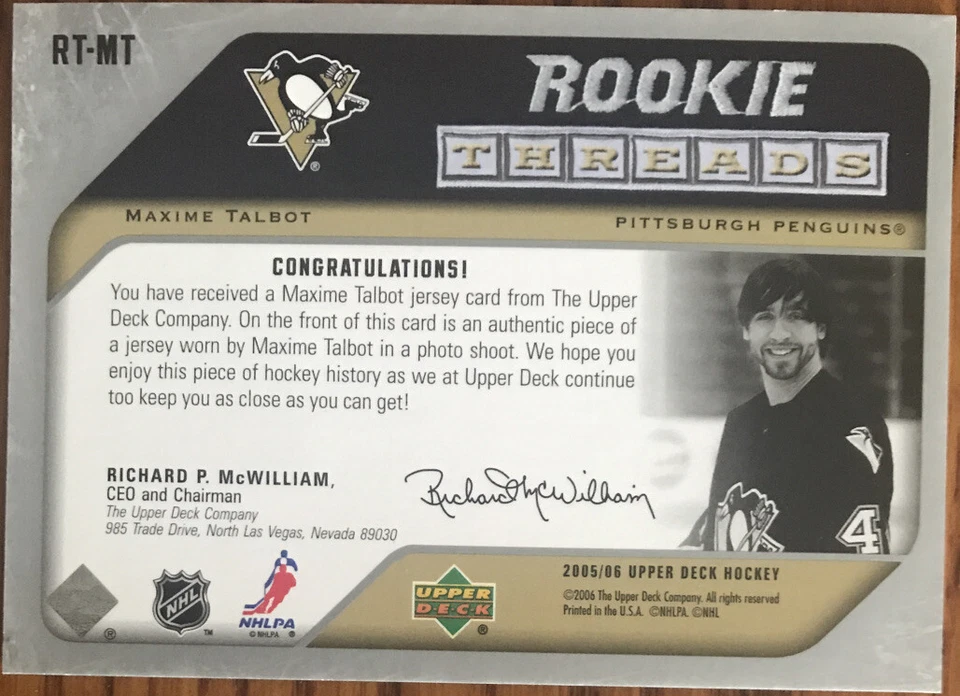 RT-MT
ROOKIE
THREADS
MAXIME TALBOT
PITTSBURGH PENGUINS®
CONGRATULATIONS!
You have received a Maxime Talbot jersey card from The Upper
Deck Company. On the front of this card is an authentic piece of
a jersey worn by Maxime Talbot in a photo shoot. We hope you
enjoy this piece of hockey history as we at Upper Deck continue
too keep you as close as you can get!
RICHARD P. McWILLIAM,
CEO and Chairman
The Upper Deck Company
985 Trade Drive, North Las Vegas, Nevada 89030
Richard McWilliam
4
NHL
™
NHLPA
© NHLPA ®
UPPER
DECK
®
2005/06 UPPER DECK HOCKEY
©2006 The Upper Deck Company. All rights reserved
Printed in the U.S.A. ©NHLPA. ©NHL